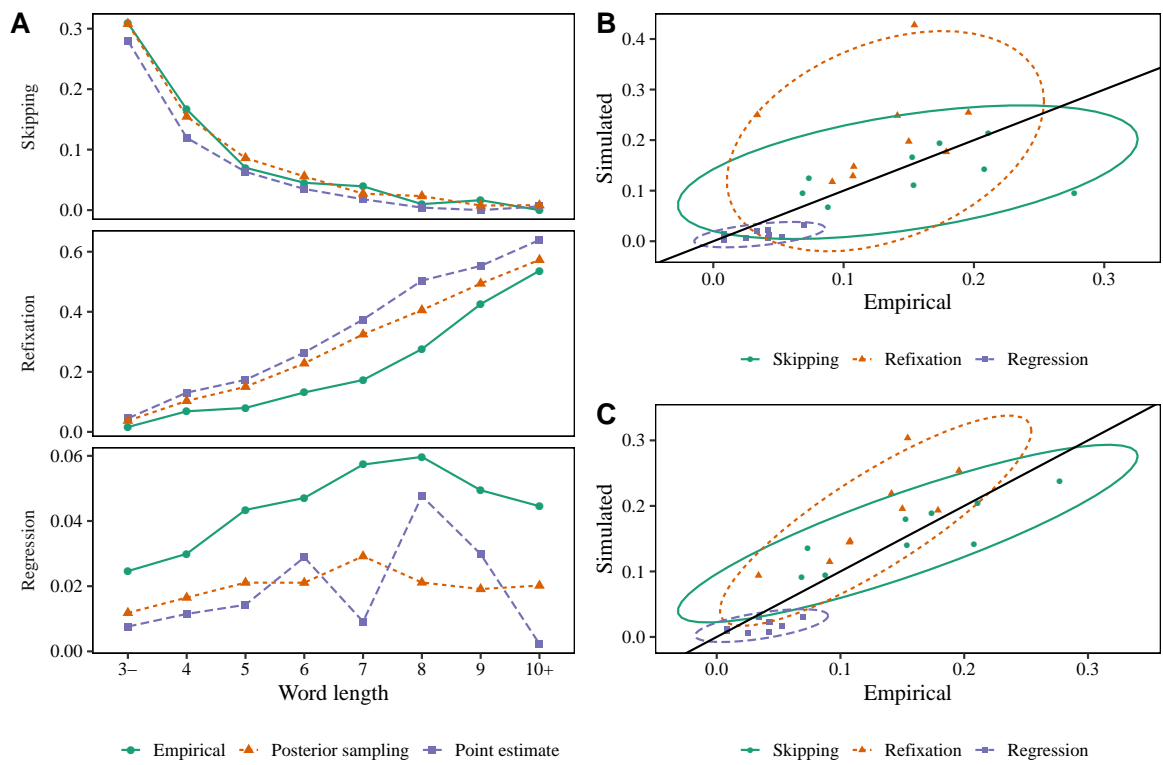 A
Skipping
0.3
0.2
0.1
0.0
Refixation
0.6
0.4
0.2
0.0
Regression
0.06
0.04
0.02
0.00
3− 4 5 6 7 8 9 10+
Word length
Empirical Posterior sampling Point estimate
B
Simulated
0.4
0.3
0.2
0.1
0.0
0.0 0.1 0.2 0.3
Empirical
Skipping Refixation Regression
C
Simulated
0.3
0.2
0.1
0.0
0.0 0.1 0.2 0.3
Empirical
Skipping Refixation Regression